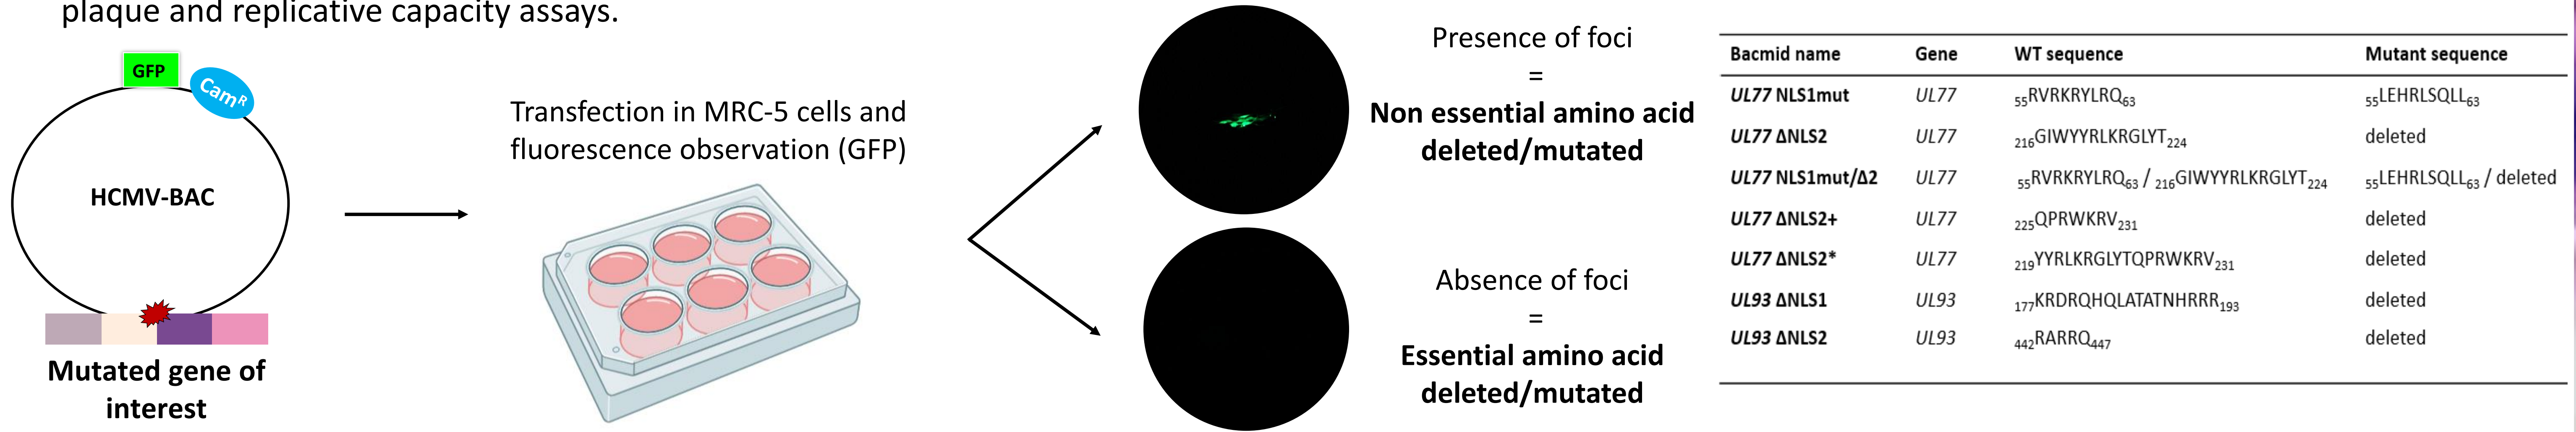 plaque and replicative capacity assays.
GFP
Cam^R
HCMV-BAC
Mutated gene of
interest
Transfection in MRC-5 cells and
fluorescence observation (GFP)
Presence of foci
=
Non essential amino acid
deleted/mutated
Absence of foci
=
Essential amino acid
deleted/mutated
Bacmid name Gene WT sequence Mutant sequence
UL77 NLS1mut UL77 ₅₅RVRKRYLRQ₆₃ ₅₅LEHRLSQLL₆₃
UL77 ΔNLS2 UL77 ₂₁₆GIWYYRLKRGLYT₂₂₄ deleted
UL77 NLS1mut/Δ2 UL77 ₅₅RVRKRYLRQ₆₃ / ₂₁₆GIWYYRLKRGLYT₂₂₄ ₅₅LEHRLSQLL₆₃ / deleted
UL77 ΔNLS2+ UL77 ₂₂₅QPRWKRV₂₃₁ deleted
UL77 ΔNLS2* UL77 ₂₁₉YYRLKRGLYTQPRWKRV₂₃₁ deleted
UL93 ΔNLS1 UL93 ₁₇₇KRDRQHQLATATNHRRR₁₉₃ deleted
UL93 ΔNLS2 UL93 ₄₄₂RARRQ₄₄₇ deleted